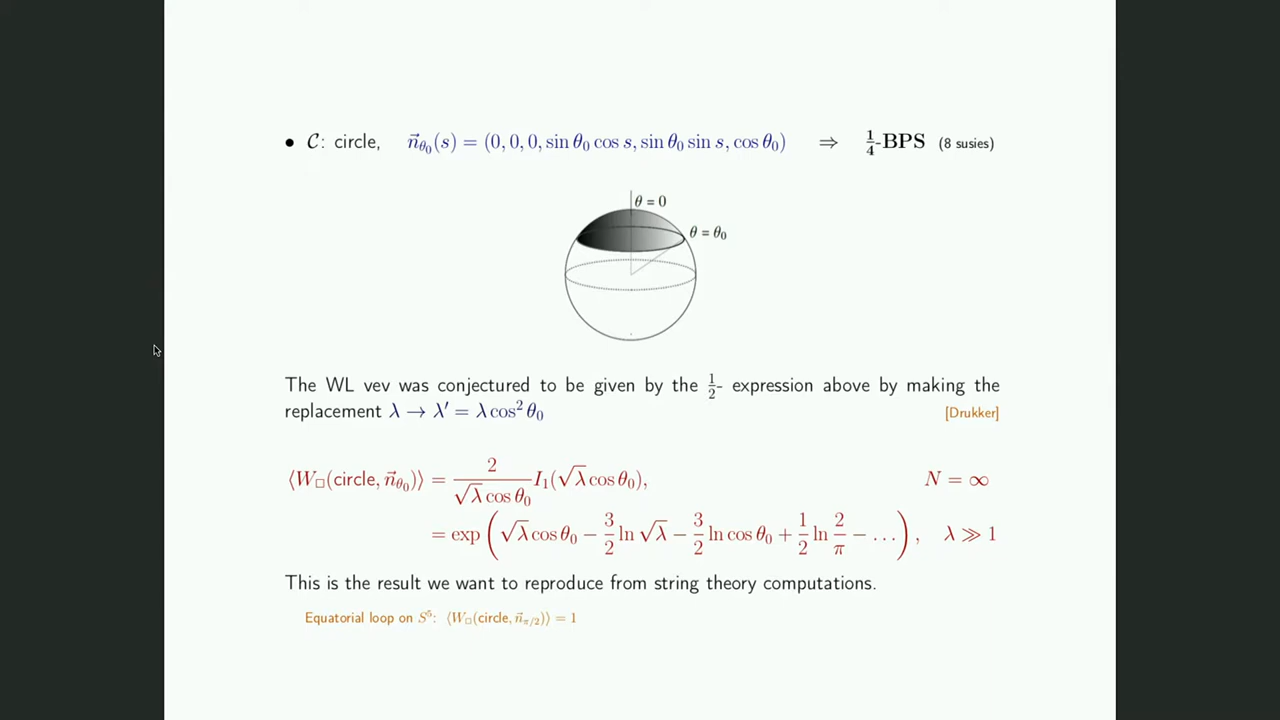 • 𝒞: circle, n⃗_θ₀(s) = (0, 0, 0, sin θ₀ cos s, sin θ₀ sin s, cos θ₀) ⇒ ¼-BPS (8 susies)
θ = 0
θ = θ₀
The WL vev was conjectured to be given by the ½- expression above by making the
replacement λ → λ′ = λ cos² θ₀ [Drukker]
⟨W_□(circle, n⃗_θ₀)⟩ = 2/(√λ cos θ₀) I₁(√λ cos θ₀), N = ∞
= exp(√λ cos θ₀ − 3/2 ln √λ − 3/2 ln cos θ₀ + 1/2 ln 2/π − …), λ ≫ 1
This is the result we want to reproduce from string theory computations.
Equatorial loop on S⁵: ⟨W_□(circle, n⃗_π/2)⟩ = 1